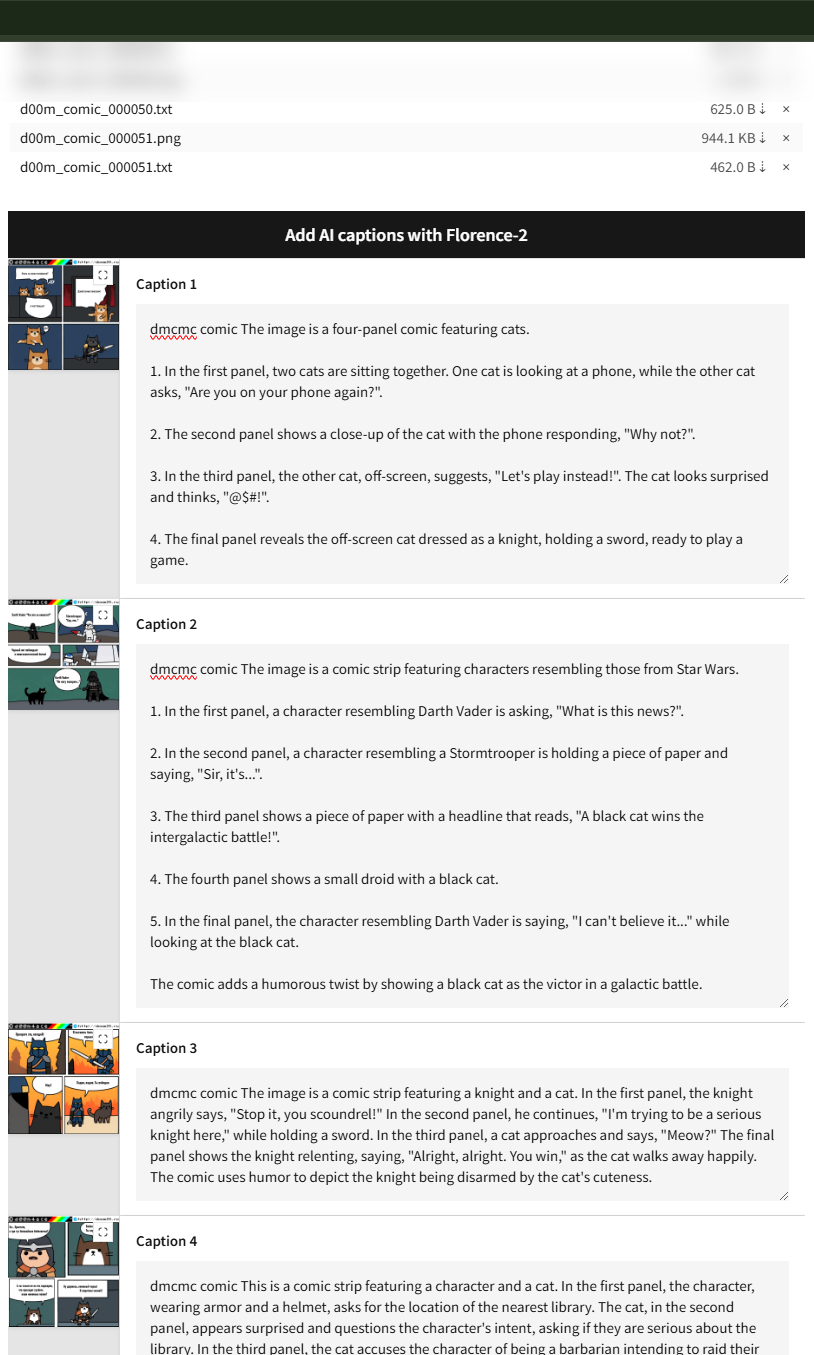 d00m_comic_000050.txt 625.0 B ⇣ ×
d00m_comic_000051.png 944.1 KB ⇣ ×
d00m_comic_000051.txt 462.0 B ⇣ ×
Add AI captions with Florence-2
Caption 1
dmcmc comic The image is a four-panel comic featuring cats.
1. In the first panel, two cats are sitting together. One cat is looking at a phone, while the other cat
asks, "Are you on your phone again?".
2. The second panel shows a close-up of the cat with the phone responding, "Why not?".
3. In the third panel, the other cat, off-screen, suggests, "Let's play instead!". The cat looks surprised
and thinks, "@$#!".
4. The final panel reveals the off-screen cat dressed as a knight, holding a sword, ready to play a
game.
Caption 2
dmcmc comic The image is a comic strip featuring characters resembling those from Star Wars.
1. In the first panel, a character resembling Darth Vader is asking, "What is this news?".
2. In the second panel, a character resembling a Stormtrooper is holding a piece of paper and
saying, "Sir, it's...".
3. The third panel shows a piece of paper with a headline that reads, "A black cat wins the
intergalactic battle!".
4. The fourth panel shows a small droid with a black cat.
5. In the final panel, the character resembling Darth Vader is saying, "I can't believe it..." while
looking at the black cat.
The comic adds a humorous twist by showing a black cat as the victor in a galactic battle.
Caption 3
dmcmc comic The image is a comic strip featuring a knight and a cat. In the first panel, the knight
angrily says, "Stop it, you scoundrel!" In the second panel, he continues, "I'm trying to be a serious
knight here," while holding a sword. In the third panel, a cat approaches and says, "Meow?" The final
panel shows the knight relenting, saying, "Alright, alright. You win," as the cat walks away happily.
The comic uses humor to depict the knight being disarmed by the cat's cuteness.
Caption 4
dmcmc comic This is a comic strip featuring a character and a cat. In the first panel, the character,
wearing armor and a helmet, asks for the location of the nearest library. The cat, in the second
panel, appears surprised and questions the character's intent, asking if they are serious about the
library. In the third panel, the cat accuses the character of being a barbarian intending to raid their